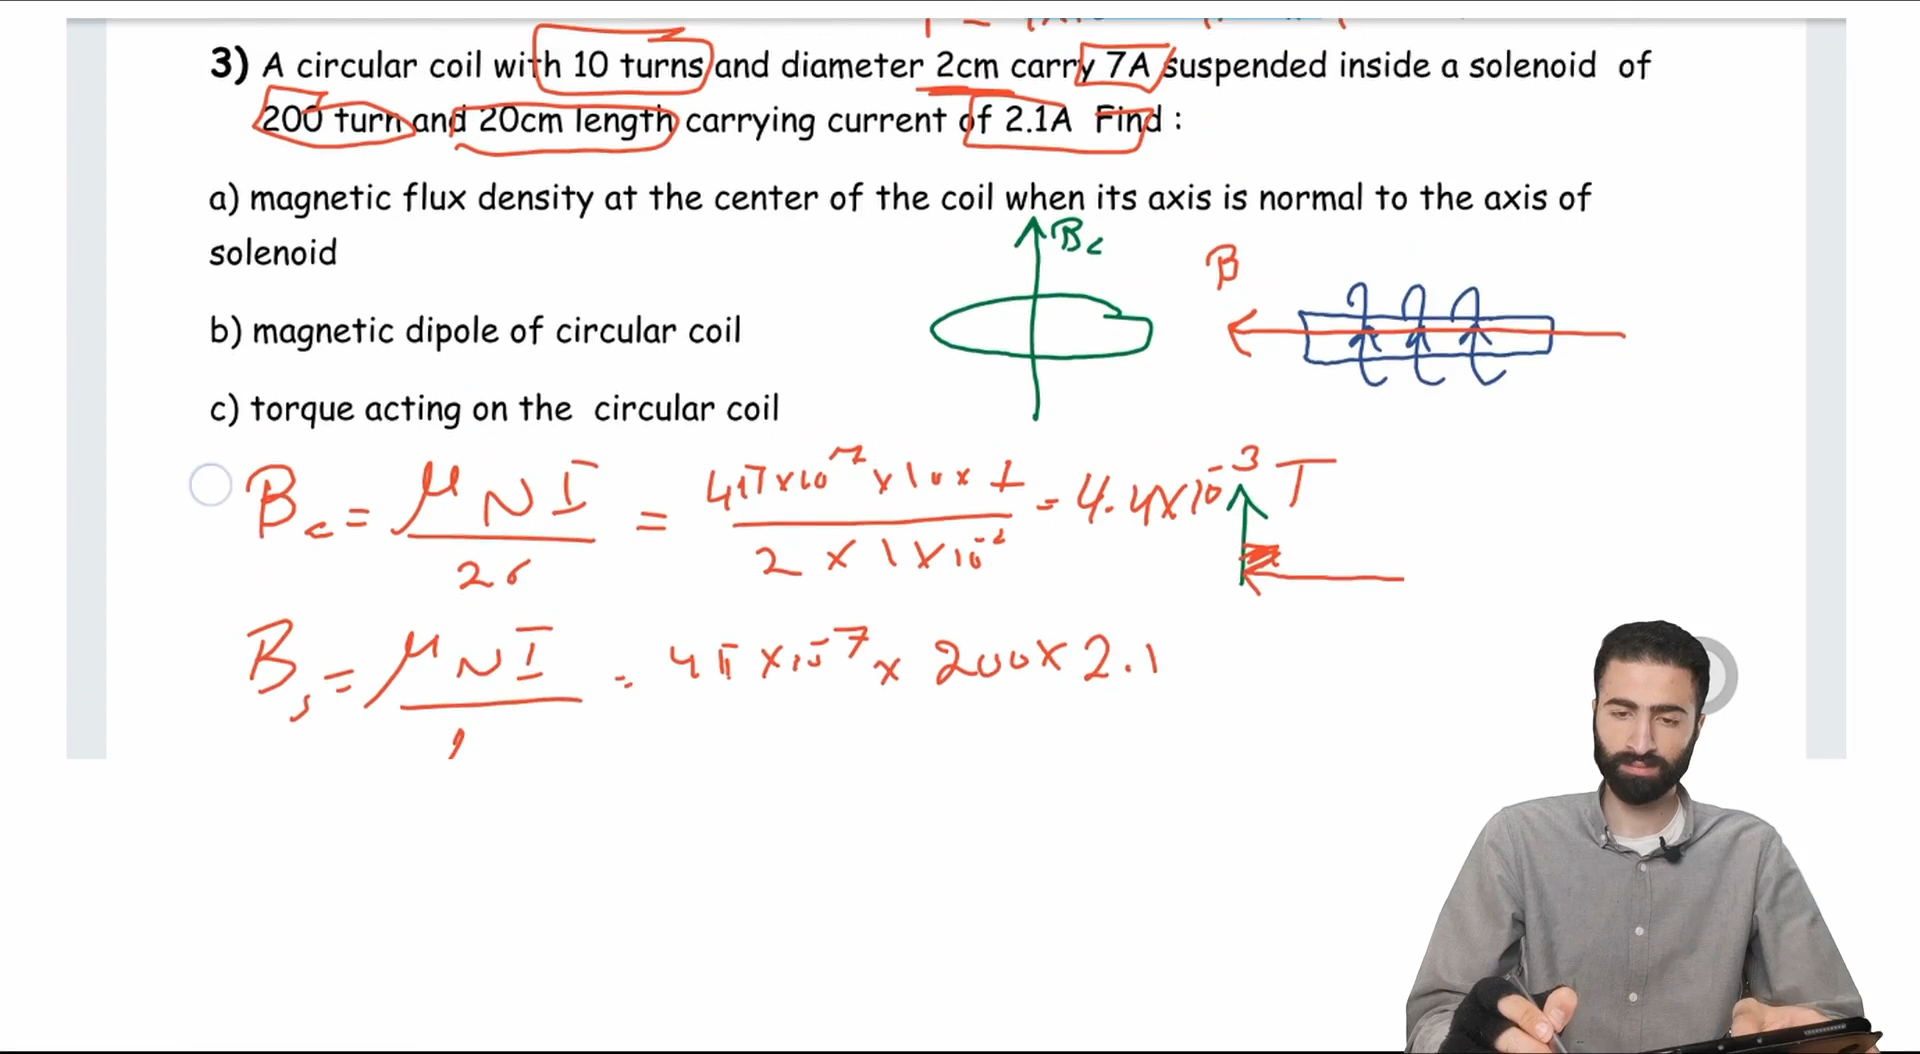 3) A circular coil with 10 turns and diameter 2cm carry 7A suspended inside a solenoid of
200 turn and 20cm length carrying current of 2.1A Find :
a) magnetic flux density at the center of the coil when its axis is normal to the axis of
solenoid
Bc
B
b) magnetic dipole of circular coil
c) torque acting on the circular coil
Bc = μNI / 2r = 4π×10⁻⁷×10×7 / 2×1×10⁻² = 4.4×10⁻³ T
Bs = μNI / = 4π×10⁻⁷ × 200×2.1